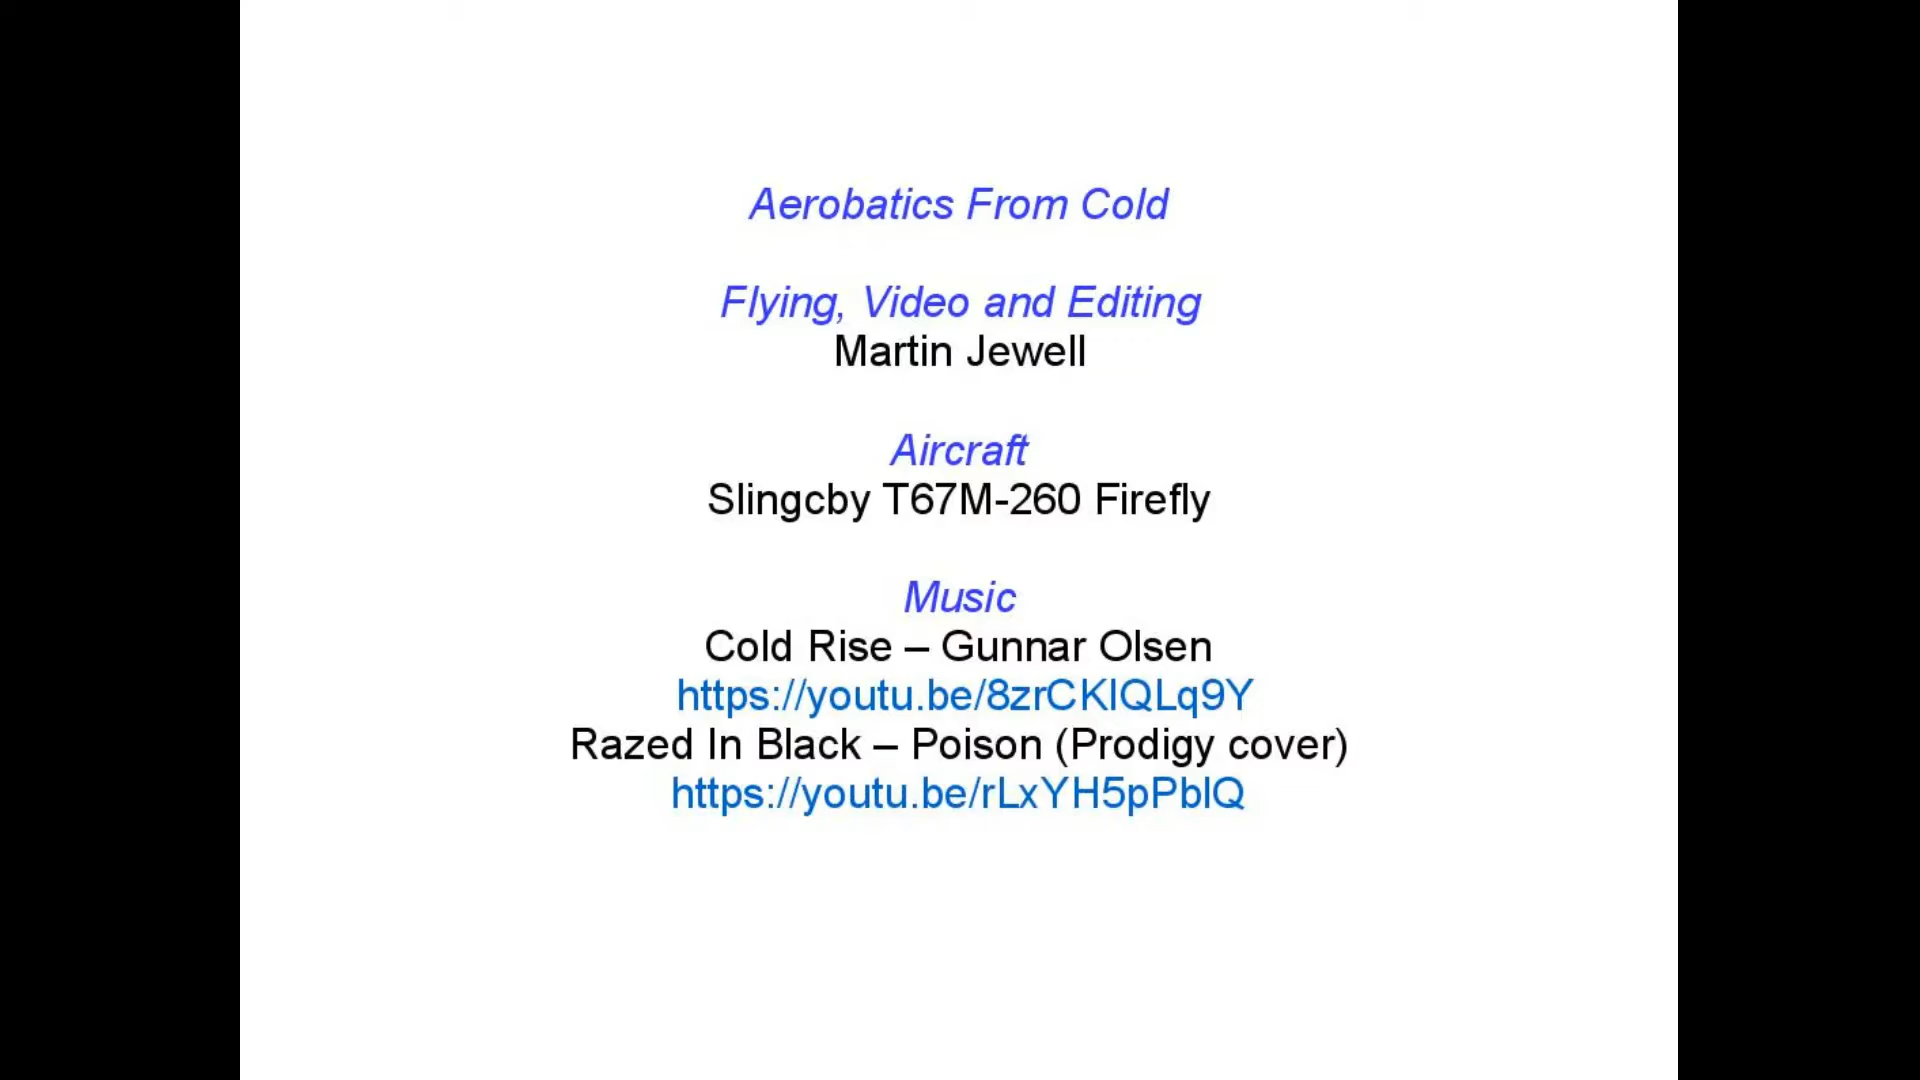 Aerobatics From Cold
Flying, Video and Editing
Martin Jewell
Aircraft
Slingcby T67M-260 Firefly
Music
Cold Rise – Gunnar Olsen
https://youtu.be/8zrCKlQLq9Y
Razed In Black – Poison (Prodigy cover)
https://youtu.be/rLxYH5pPblQ